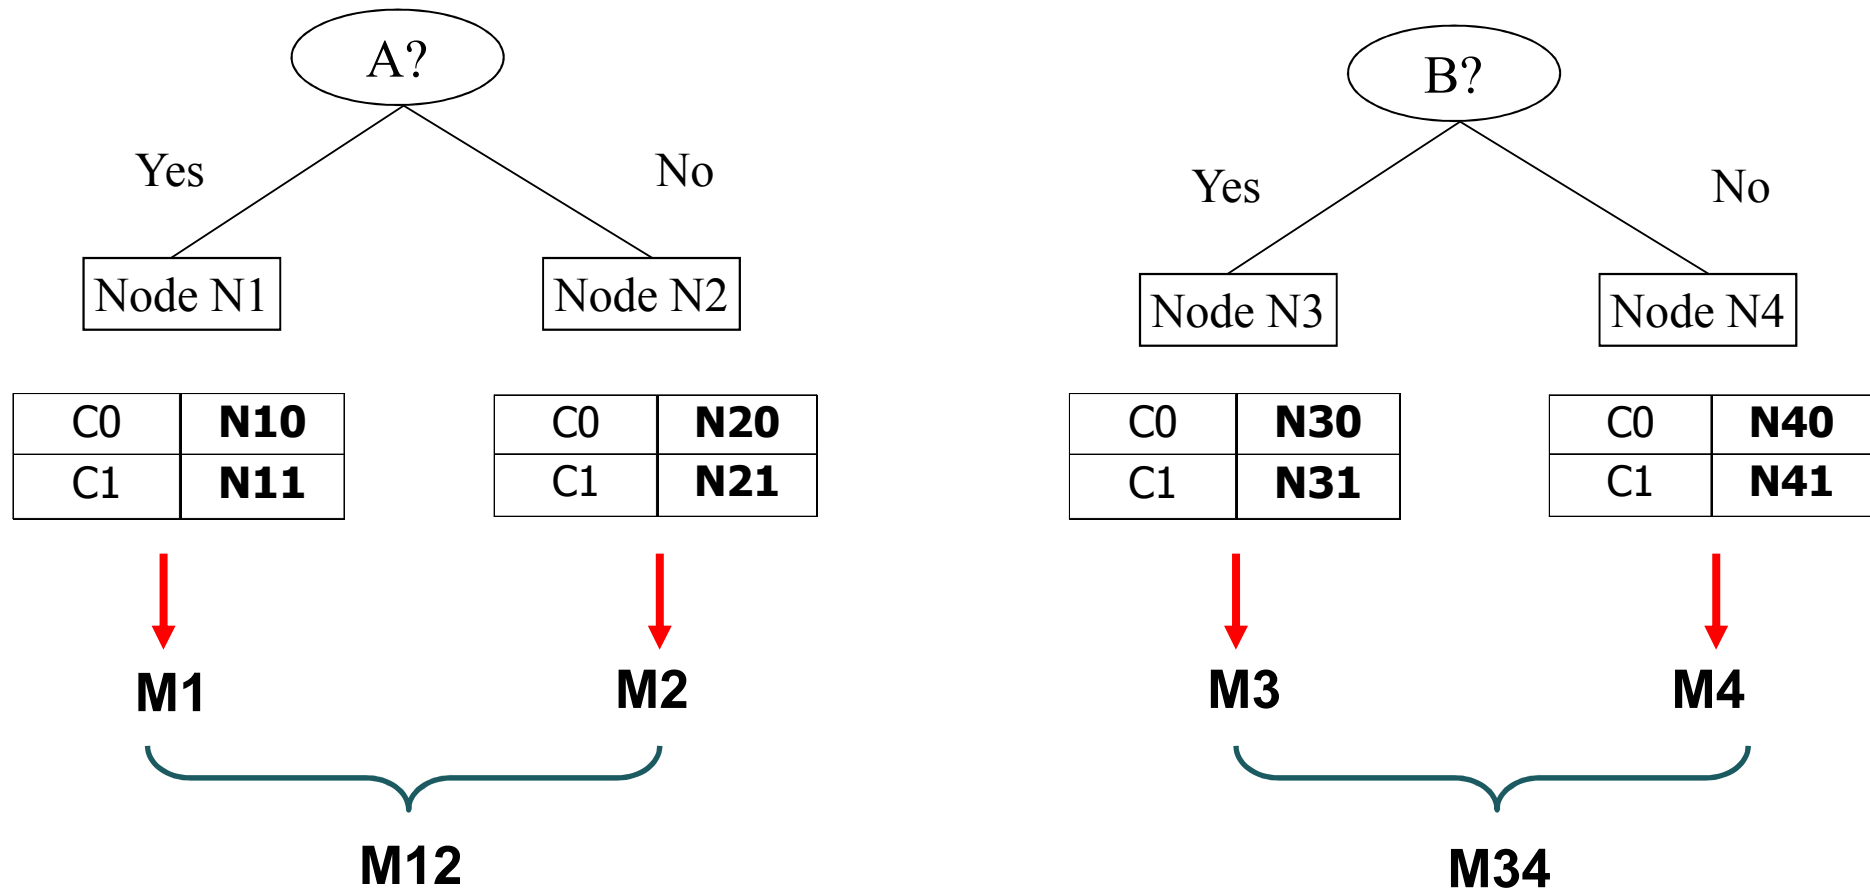 A?
B?
Yes
No
Yes
No
Node N1
Node N2
Node N3
Node N4
C0 N10
C1 N11
C0 N20
C1 N21
C0 N30
C1 N31
C0 N40
C1 N41
M1
M2
M3
M4
M12
M34